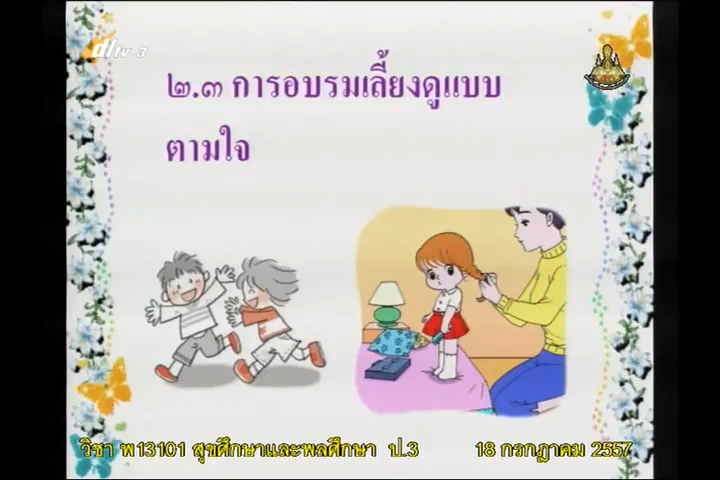 dltv 3
๒.๓ การอบรมเลี้ยงดูแบบ
ตามใจ
วิชา พ13101 สุขศึกษาและพลศึกษา ป.3 18 กรกฎาคม 2557